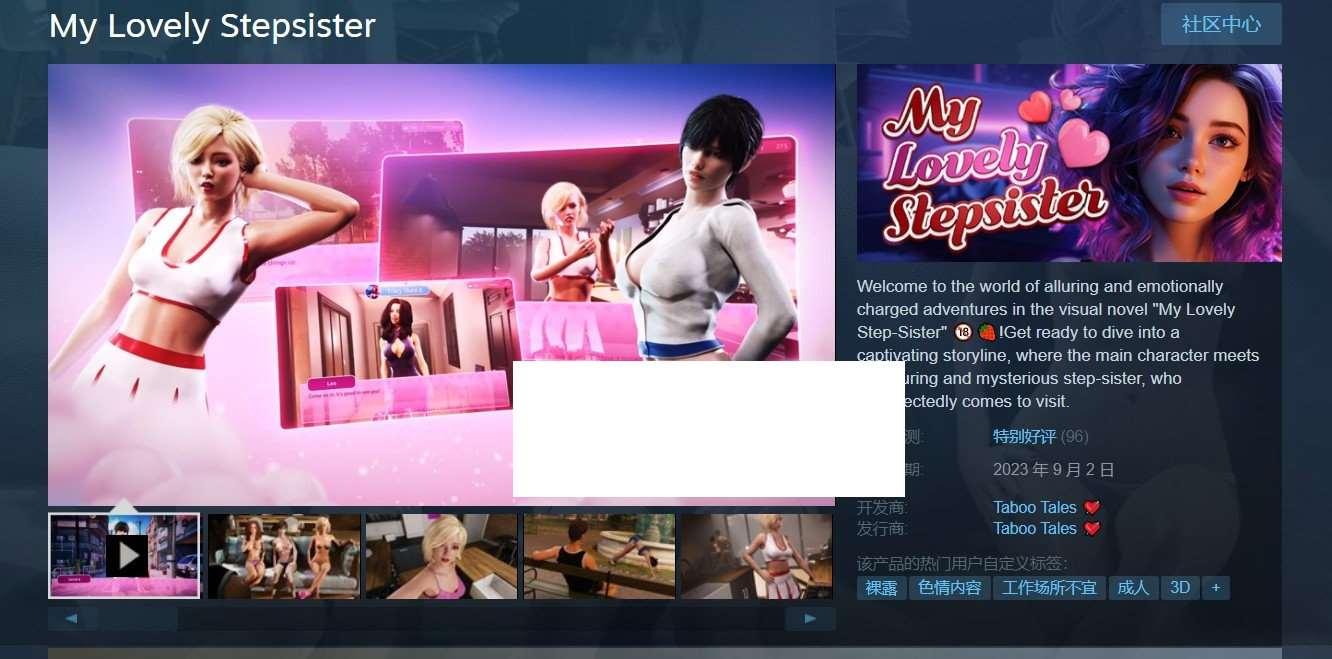 My Lovely Stepsister
社区中心
My
Lovely
Stepsister
Welcome to the world of alluring and emotionally
charged adventures in the visual novel "My Lovely
Step-Sister" 🔞🍓!Get ready to dive into a
captivating storyline, where the main character meets
uring and mysterious step-sister, who
ectedly comes to visit.
测:
特别好评 (96)
期:
2023 年 9 月 2 日
开发商:
Taboo Tales 💘
发行商:
Taboo Tales 💘
该产品的热门用户自定义标签:
裸露 色情内容 工作场所不宜 成人 3D +